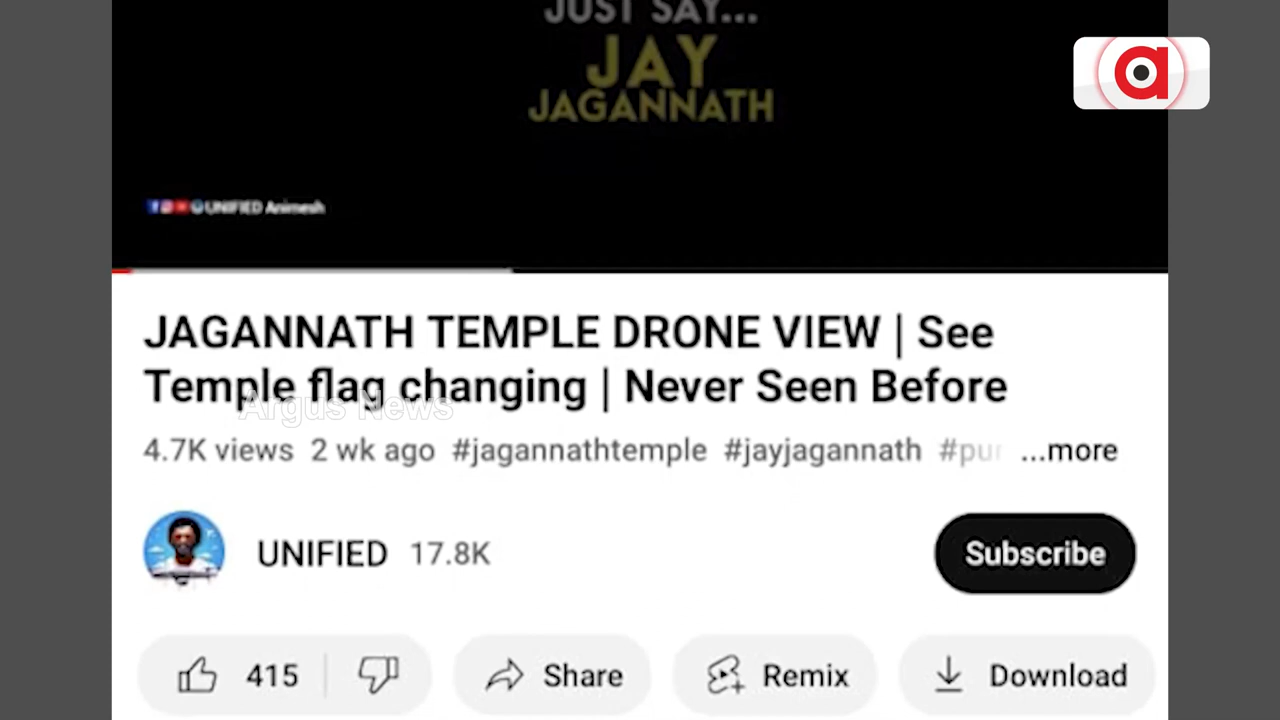 JUST SAY...
JAY
JAGANNATH
a
UNIFIED Animesh
JAGANNATH TEMPLE DRONE VIEW | See
Temple flag changing | Never Seen Before
Argus News
4.7K views 2 wk ago #jagannathtemple #jayjagannath #pur ...more
UNIFIED 17.8K Subscribe
415 Share Remix Download